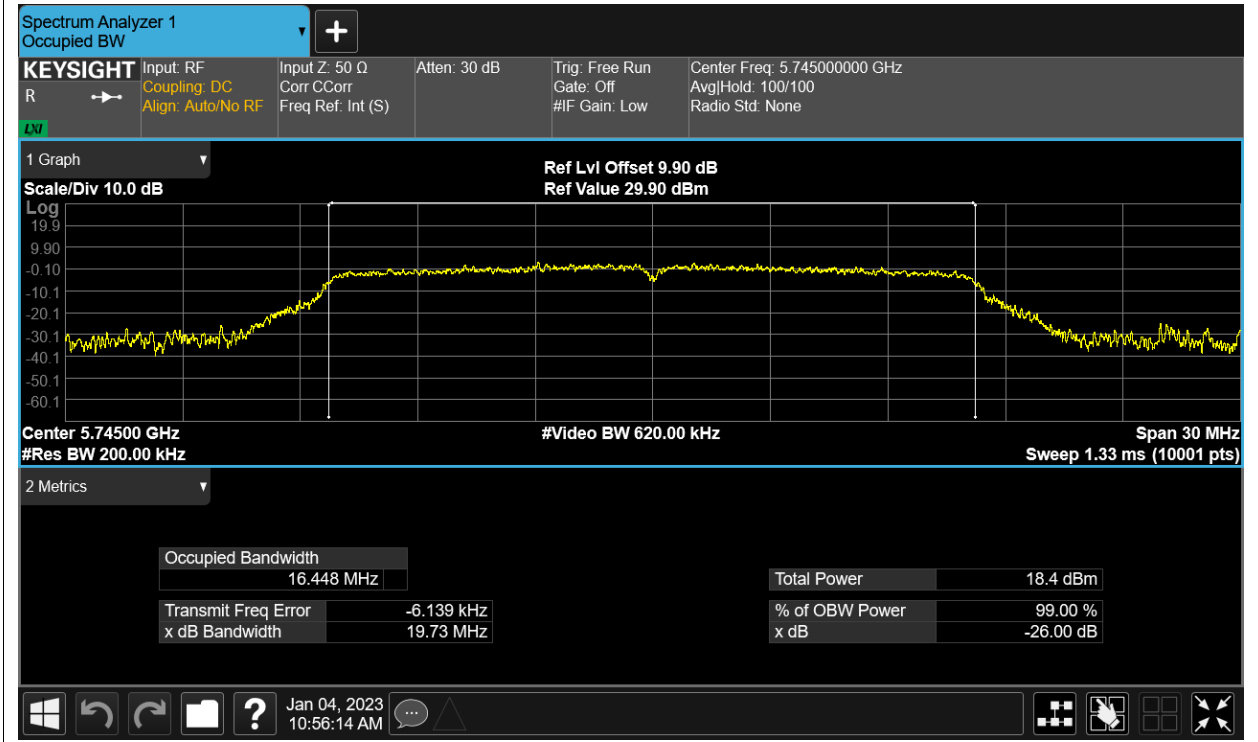 Spectrum Analyzer 1
Occupied BW
KEYSIGHT
R
LXI
Input: RF
Coupling: DC
Align: Auto/No RF
Input Z: 50 Ω
Corr CCorr
Freq Ref: Int (S)
Atten: 30 dB
Trig: Free Run
Gate: Off
#IF Gain: Low
Center Freq: 5.745000000 GHz
Avg|Hold: 100/100
Radio Std: None
1 Graph
Scale/Div 10.0 dB
Ref Lvl Offset 9.90 dB
Ref Value 29.90 dBm
Log
19.9
9.90
-0.10
-10.1
-20.1
-30.1
-40.1
-50.1
-60.1
Center 5.74500 GHz
#Res BW 200.00 kHz
#Video BW 620.00 kHz
Span 30 MHz
Sweep 1.33 ms (10001 pts)
2 Metrics
Occupied Bandwidth
16.448 MHz
Transmit Freq Error -6.139 kHz
x dB Bandwidth 19.73 MHz
Total Power 18.4 dBm
% of OBW Power 99.00 %
x dB -26.00 dB
?
Jan 04, 2023
10:56:14 AM